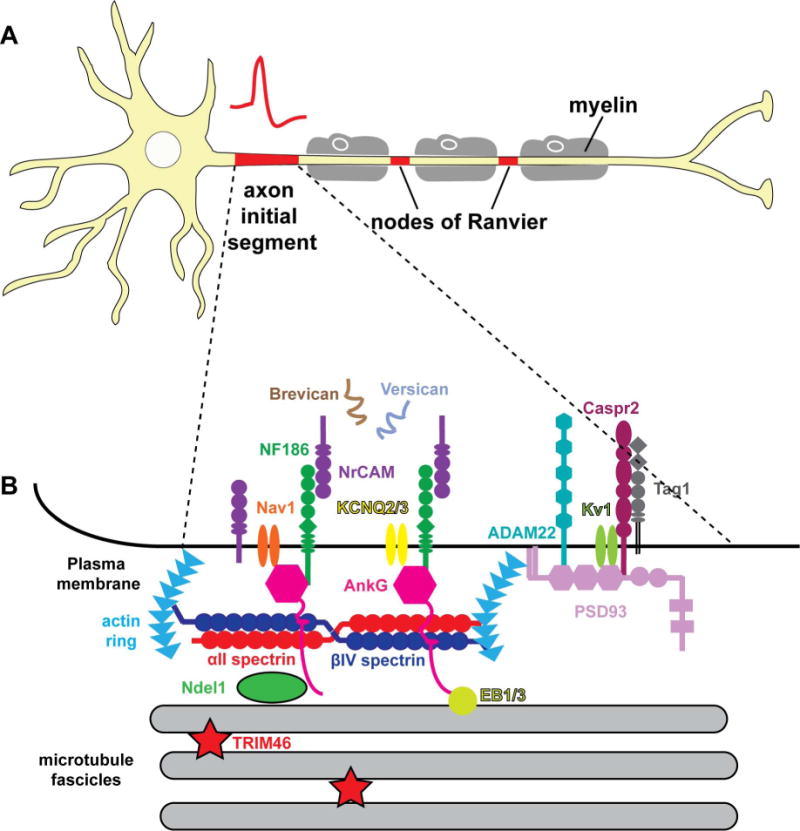 A
myelin
axon
initial
segment
nodes of Ranvier
Brevican
Versican
Caspr2
NF186
NrCAM
B
Nav1
KCNQ2/3
Kv1
Tag1
ADAM22
Plasma
membrane
AnkG
PSD93
actin
ring
αII spectrin
βIV spectrin
Ndel1
EB1/3
TRIM46
microtubule
fascicles